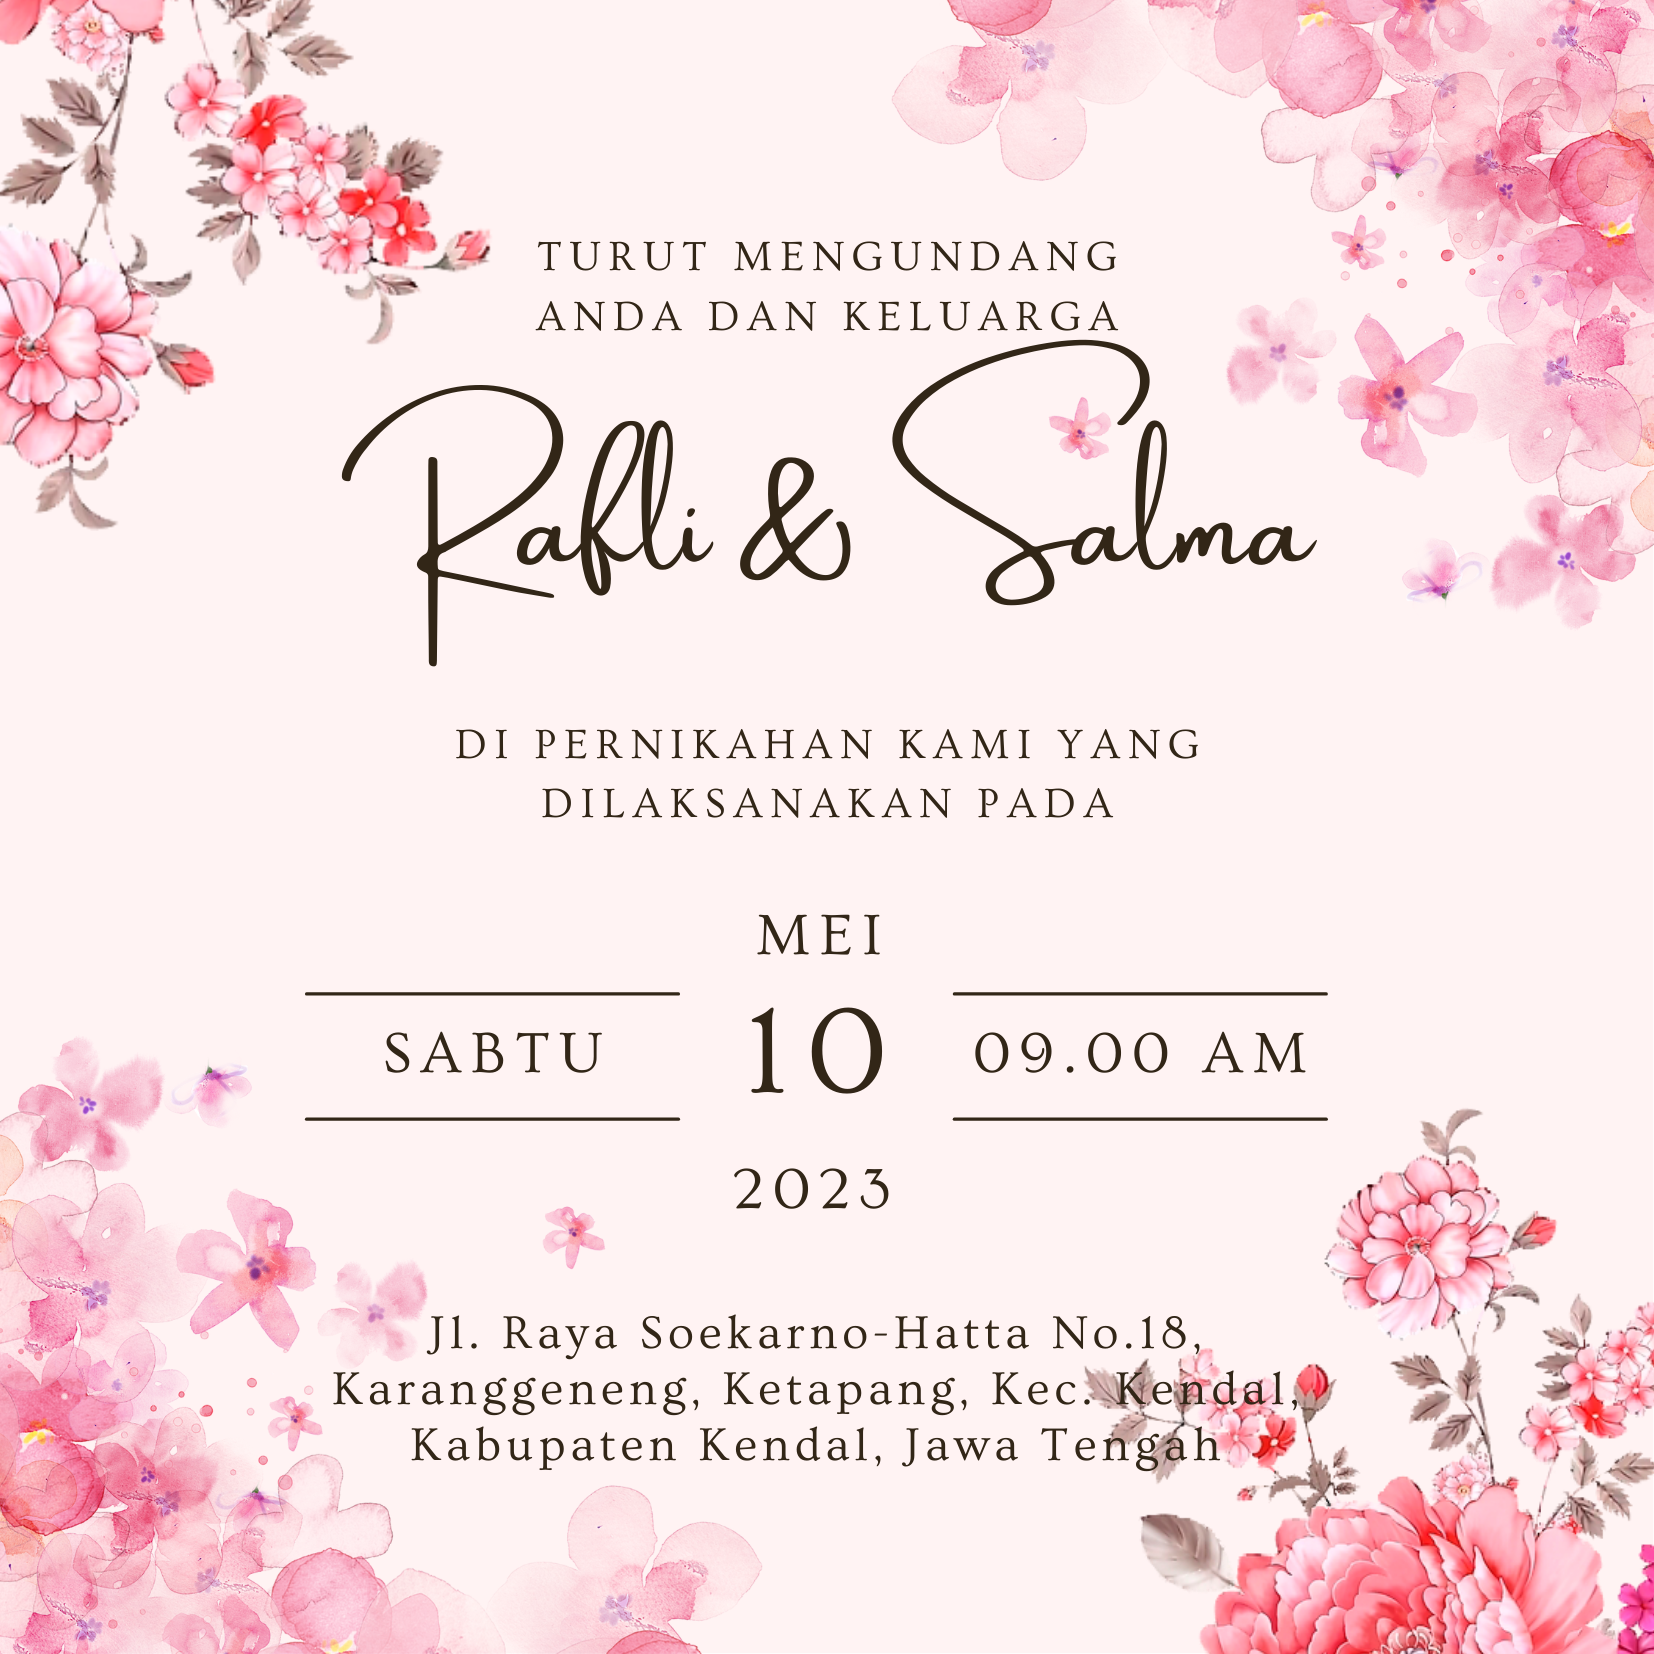 TURUT MENGUNDANG
ANDA DAN KELUARGA
Rafli & Salma
DI PERNIKAHAN KAMI YANG
DILAKSANAKAN PADA
MEI
SABTU 10 09.00 AM
2023
Jl. Raya Soekarno-Hatta No.18,
Karanggeneng, Ketapang, Kec. Kendal,
Kabupaten Kendal, Jawa Tengah